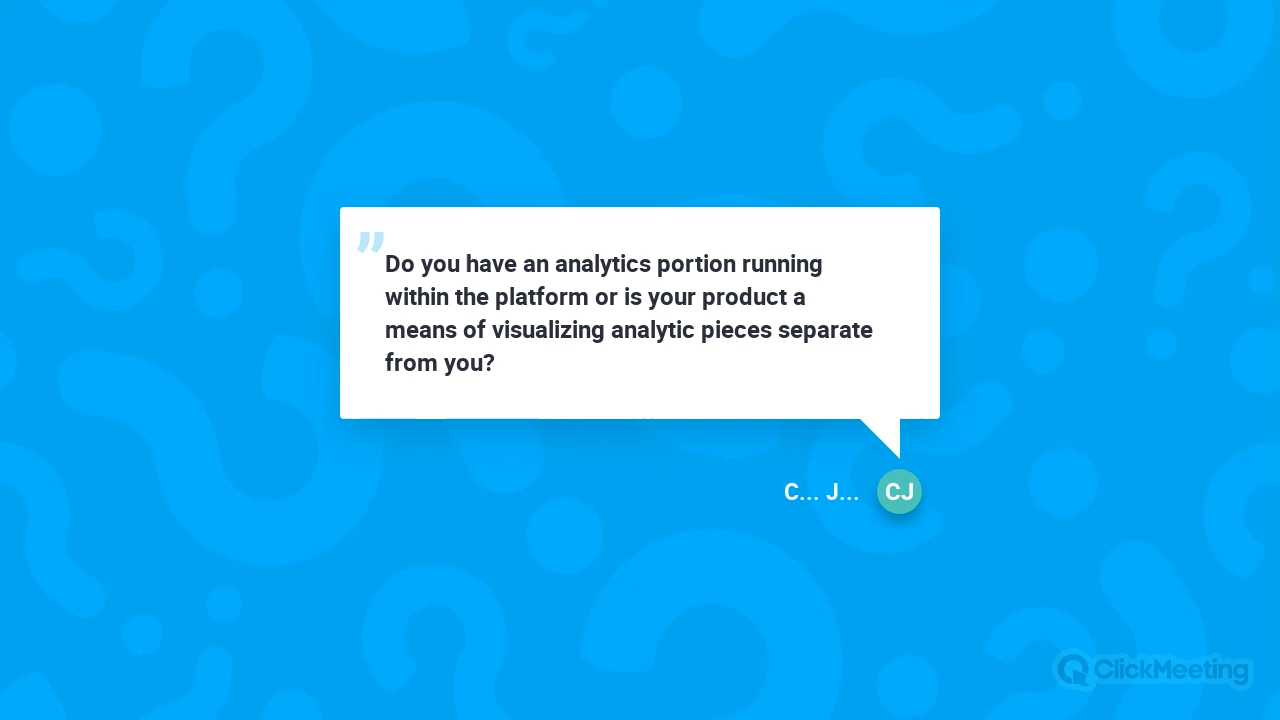 ”
Do you have an analytics portion running
within the platform or is your product a
means of visualizing analytic pieces separate
from you?
C... J... CJ
ClickMeeting